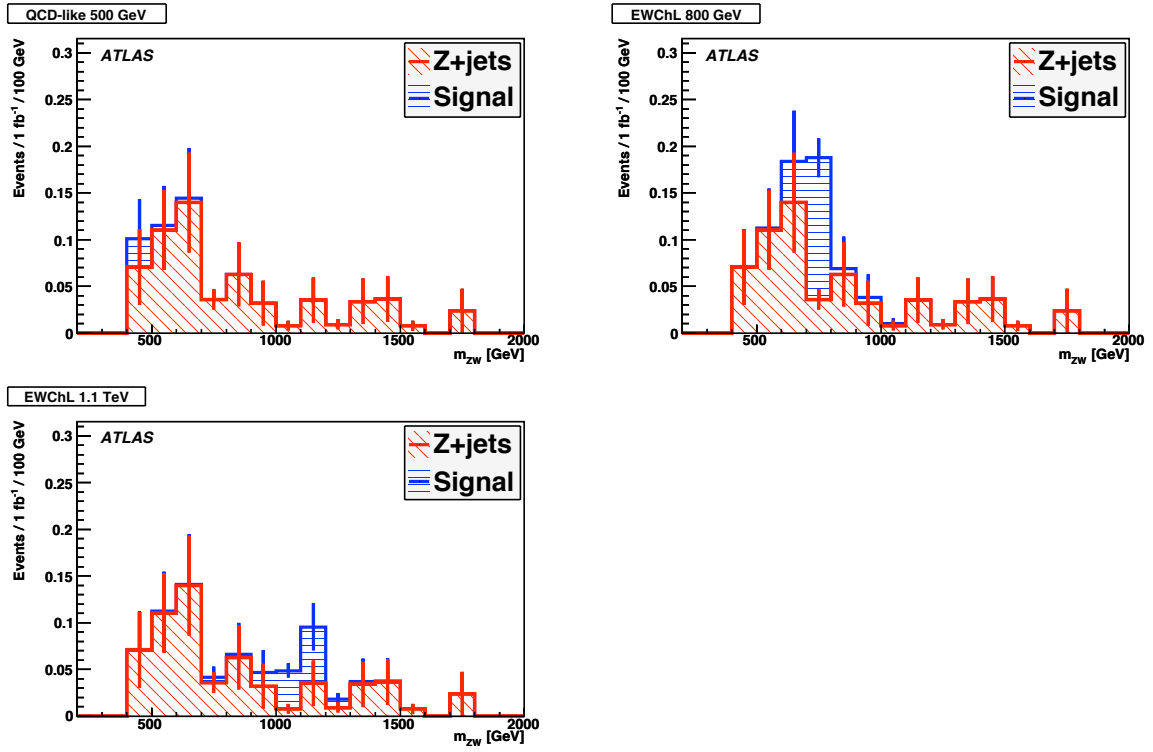 QCD-like 500 GeV
Events / 1 fb⁻¹ / 100 GeV
0.3
0.25
0.2
0.15
0.1
0.05
0
ATLAS
Z+jets
Signal
500
1000
1500
2000
m_ZW [GeV]
EWChL 800 GeV
Events / 1 fb⁻¹ / 100 GeV
0.3
0.25
0.2
0.15
0.1
0.05
0
ATLAS
Z+jets
Signal
500
1000
1500
2000
m_ZW [GeV]
EWChL 1.1 TeV
Events / 1 fb⁻¹ / 100 GeV
0.3
0.25
0.2
0.15
0.1
0.05
0
ATLAS
Z+jets
Signal
500
1000
1500
2000
m_ZW [GeV]